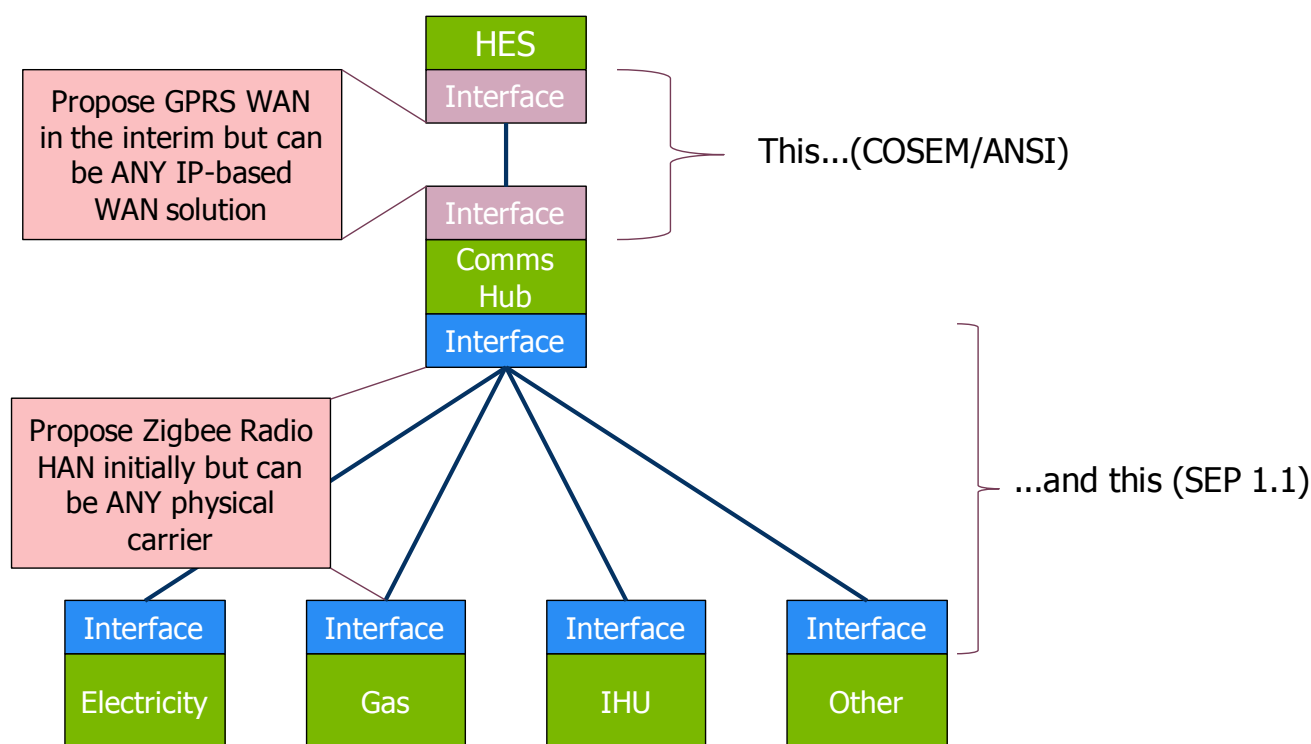 HES
Interface
Propose GPRS WAN
in the interim but can
be ANY IP-based
WAN solution
This...(COSEM/ANSI)
Interface
Comms
Hub
Interface
Propose Zigbee Radio
HAN initially but can
be ANY physical
carrier
...and this (SEP 1.1)
Interface
Interface
Interface
Interface
Electricity
Gas
IHU
Other